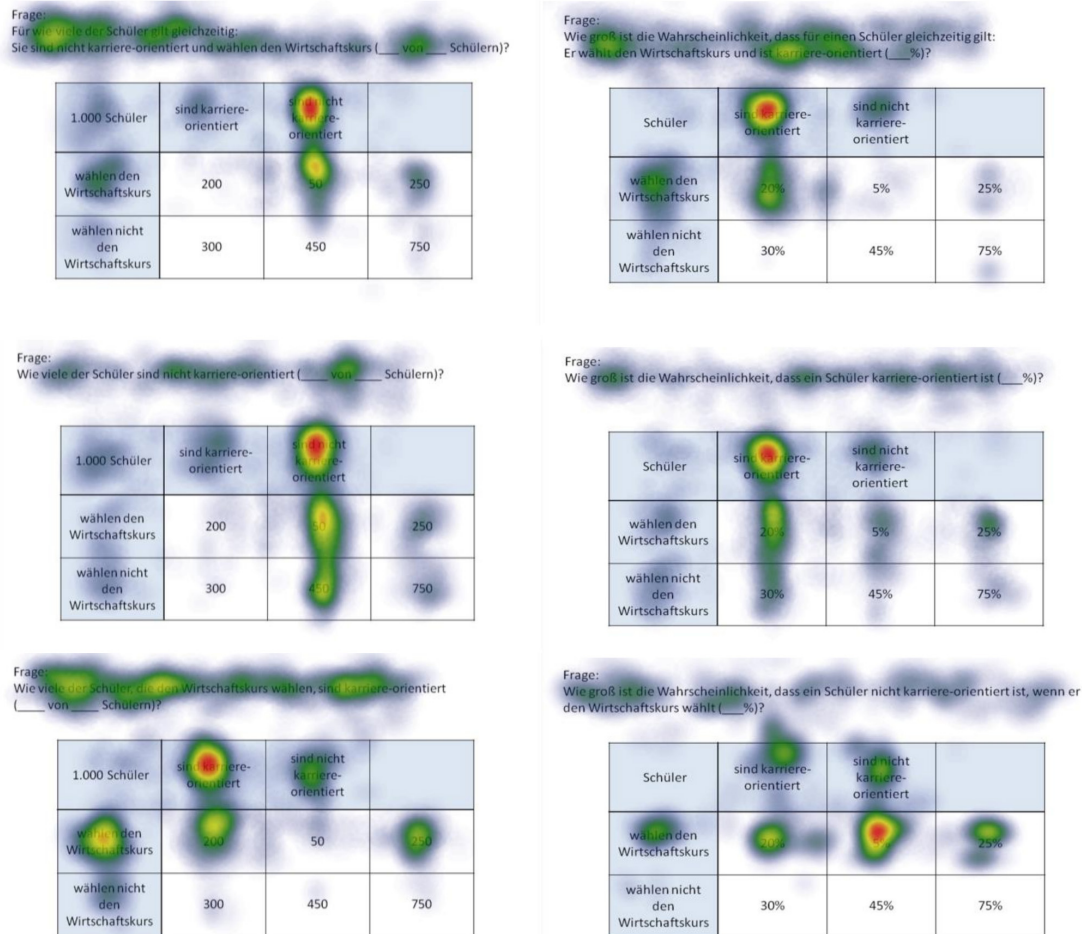 Frage:
Für wie viele der Schüler gilt gleichzeitig:
Sie sind nicht karriere-orientiert und wählen den Wirtschaftskurs (___ von ___ Schülern)?
1.000 Schüler
sind karriere-
orientiert
sind nicht
karriere-
orientiert
wählen den
Wirtschaftskurs
200
50
250
wählen nicht
den
Wirtschaftskurs
300
450
750
Frage:
Wie groß ist die Wahrscheinlichkeit, dass für einen Schüler gleichzeitig gilt:
Er wählt den Wirtschaftskurs und ist karriere-orientiert (___%)?
Schüler
sind karriere-
orientiert
sind nicht
karriere-
orientiert
wählen den
Wirtschaftskurs
20%
5%
25%
wählen nicht
den
Wirtschaftskurs
30%
45%
75%
Frage:
Wie viele der Schüler sind nicht karriere-orientiert (____ von ____ Schülern)?
1.000 Schüler
sind karriere-
orientiert
sind nicht
karriere-
orientiert
wählen den
Wirtschaftskurs
200
50
250
wählen nicht
den
Wirtschaftskurs
300
450
750
Frage:
Wie groß ist die Wahrscheinlichkeit, dass ein Schüler karriere-orientiert ist (___%)?
Schüler
sind karriere-
orientiert
sind nicht
karriere-
orientiert
wählen den
Wirtschaftskurs
20%
5%
25%
wählen nicht
den
Wirtschaftskurs
30%
45%
75%
Frage:
Wie viele der Schüler, die den Wirtschaftskurs wählen, sind karriere-orientiert
(____ von ____ Schülern)?
1.000 Schüler
sind karriere-
orientiert
sind nicht
karriere-
orientiert
wählen den
Wirtschaftskurs
200
50
250
wählen nicht
den
Wirtschaftskurs
300
450
750
Frage:
Wie groß ist die Wahrscheinlichkeit, dass ein Schüler nicht karriere-orientiert ist, wenn er
den Wirtschaftskurs wählt (___%)?
Schüler
sind karriere-
orientiert
sind nicht
karriere-
orientiert
wählen den
Wirtschaftskurs
20%
25%
wählen nicht
den
Wirtschaftskurs
30%
45%
75%